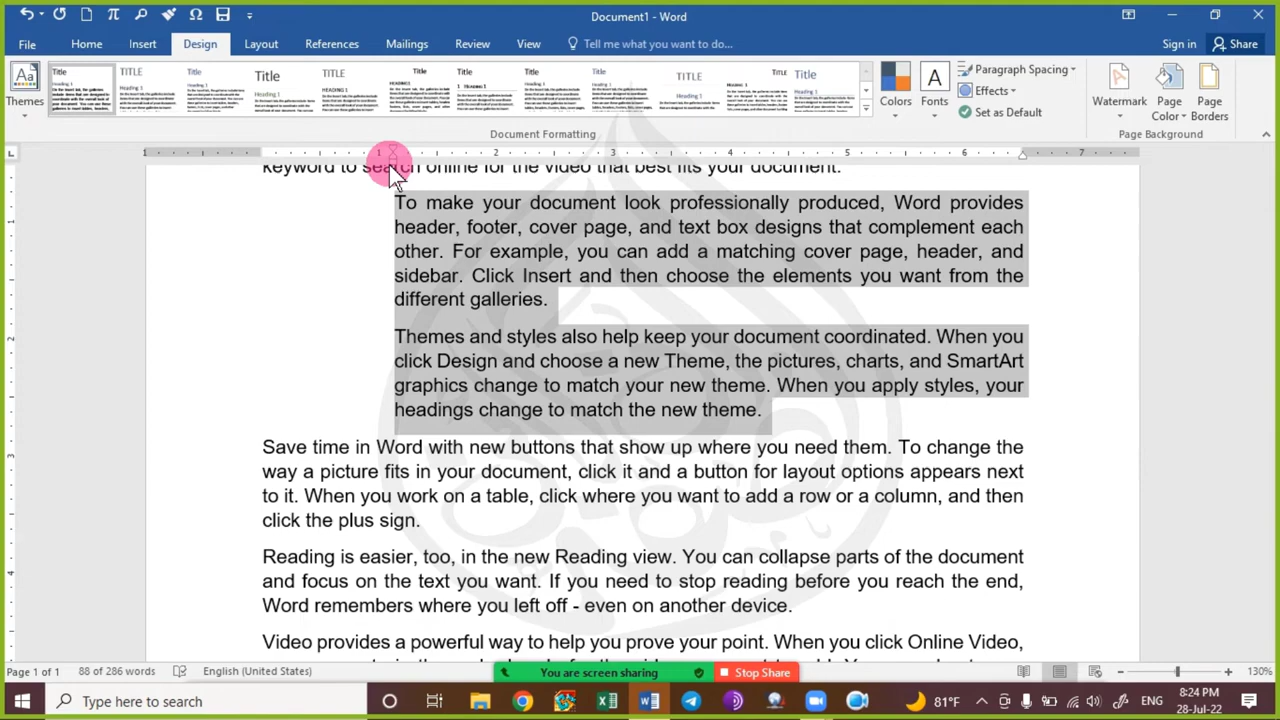 Document1 - Word
File Home Insert Design Layout References Mailings Review View Tell me what you want to do... Sign in Share
Themes
Colors Fonts
Paragraph Spacing
Effects
Set as Default
Watermark Page Color Page Borders
Document Formatting Page Background
keyword to search online for the video that best fits your document.
To make your document look professionally produced, Word provides
header, footer, cover page, and text box designs that complement each
other. For example, you can add a matching cover page, header, and
sidebar. Click Insert and then choose the elements you want from the
different galleries.
Themes and styles also help keep your document coordinated. When you
click Design and choose a new Theme, the pictures, charts, and SmartArt
graphics change to match your new theme. When you apply styles, your
headings change to match the new theme.
Save time in Word with new buttons that show up where you need them. To change the
way a picture fits in your document, click it and a button for layout options appears next
to it. When you work on a table, click where you want to add a row or a column, and then
click the plus sign.
Reading is easier, too, in the new Reading view. You can collapse parts of the document
and focus on the text you want. If you need to stop reading before you reach the end,
Word remembers where you left off - even on another device.
Video provides a powerful way to help you prove your point. When you click Online Video,
Page 1 of 1 88 of 286 words English (United States) 130%
You are screen sharing Stop Share
Type here to search 81°F ENG 8:24 PM
28-Jul-22